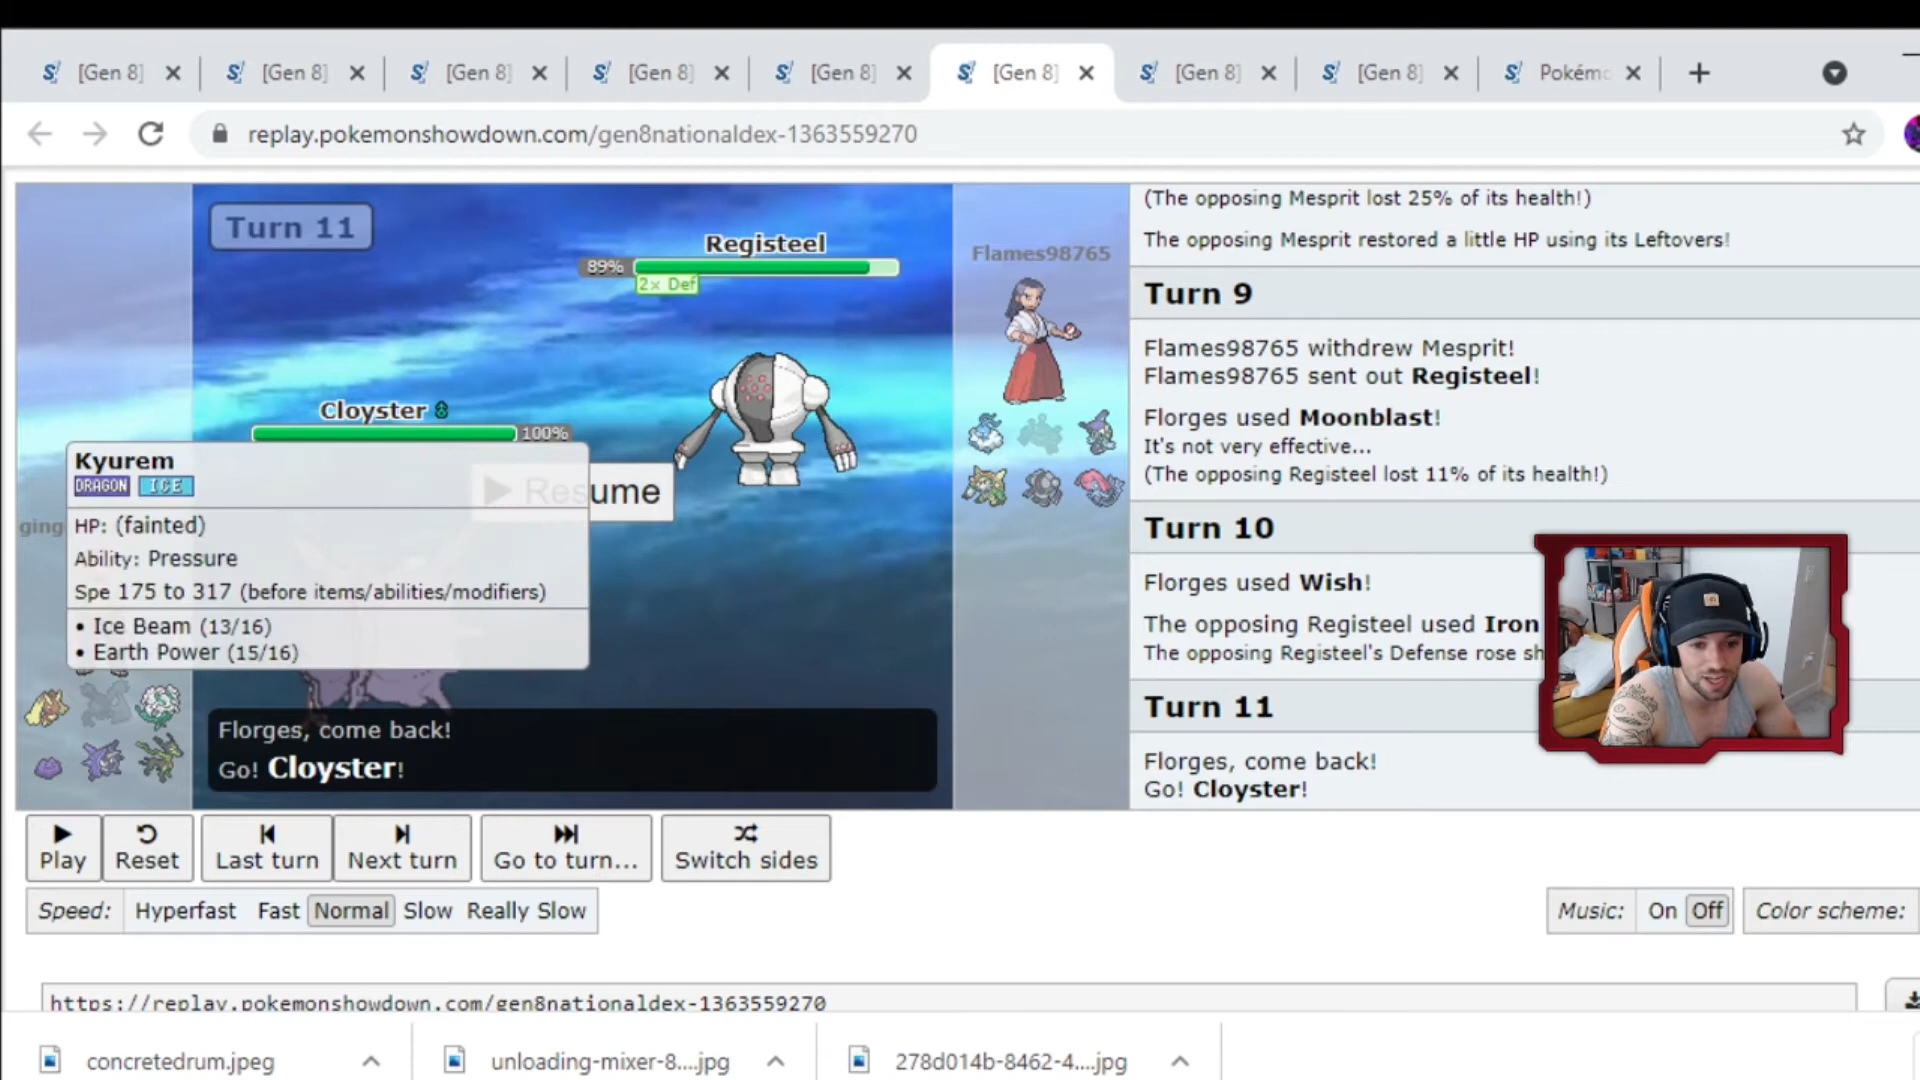 [Gen 8]
[Gen 8]
[Gen 8]
[Gen 8]
[Gen 8]
[Gen 8]
[Gen 8]
[Gen 8]
Pokémo
replay.pokemonshowdown.com/gen8nationaldex-1363559270
Turn 11
Registeel
89%
2× Def
Cloyster
100%
Kyurem
DRAGON ICE
HP: (fainted)
Ability: Pressure
Spe 175 to 317 (before items/abilities/modifiers)
• Ice Beam (13/16)
• Earth Power (15/16)
Resume
ging
Florges, come back!
Go! Cloyster!
Flames98765
(The opposing Mesprit lost 25% of its health!)
The opposing Mesprit restored a little HP using its Leftovers!
Turn 9
Flames98765 withdrew Mesprit!
Flames98765 sent out Registeel!
Florges used Moonblast!
It's not very effective...
(The opposing Registeel lost 11% of its health!)
Turn 10
Florges used Wish!
The opposing Registeel used Iron
The opposing Registeel's Defense rose sh
Turn 11
Florges, come back!
Go! Cloyster!
Play
Reset
Last turn
Next turn
Go to turn...
Switch sides
Speed: Hyperfast Fast Normal Slow Really Slow
Music: On Off
Color scheme:
https://replay.pokemonshowdown.com/gen8nationaldex-1363559270
concretedrum.jpeg
unloading-mixer-8....jpg
278d014b-8462-4....jpg